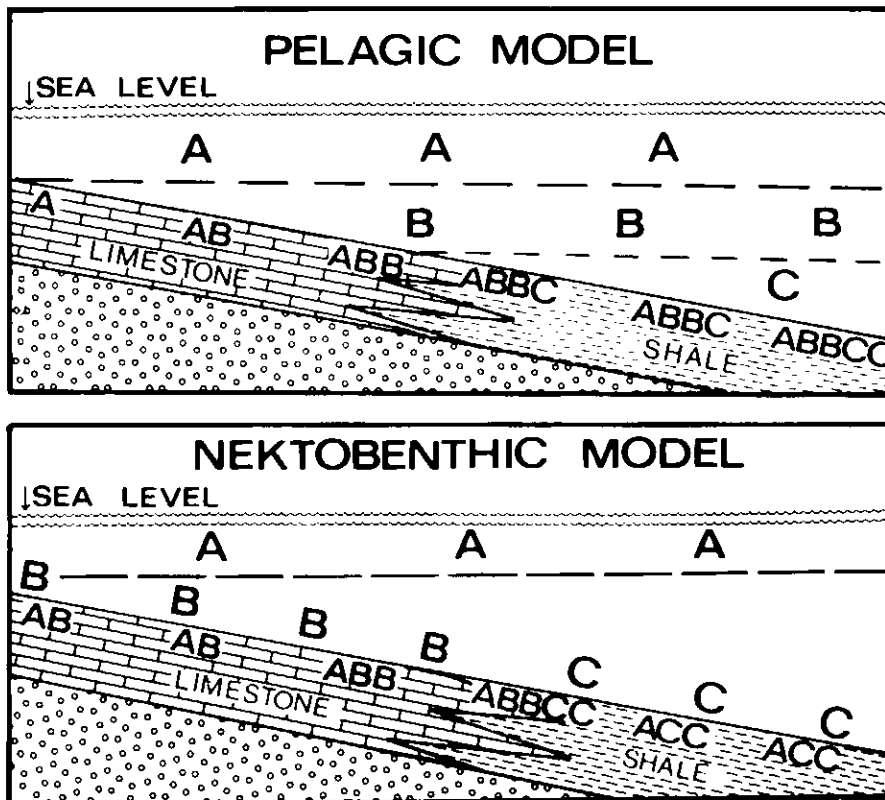 PELAGIC MODEL
↓SEA LEVEL
A A A
A
B B B
AB
LIMESTONE
ABB
ABBC
C
ABBC
ABBCC
SHALE
NEKTOBENTHIC MODEL
↓SEA LEVEL
A A A
B
B
B
B
AB
AB
ABB
LIMESTONE
C
C
C
ABBCC
ACC
ACC
SHALE